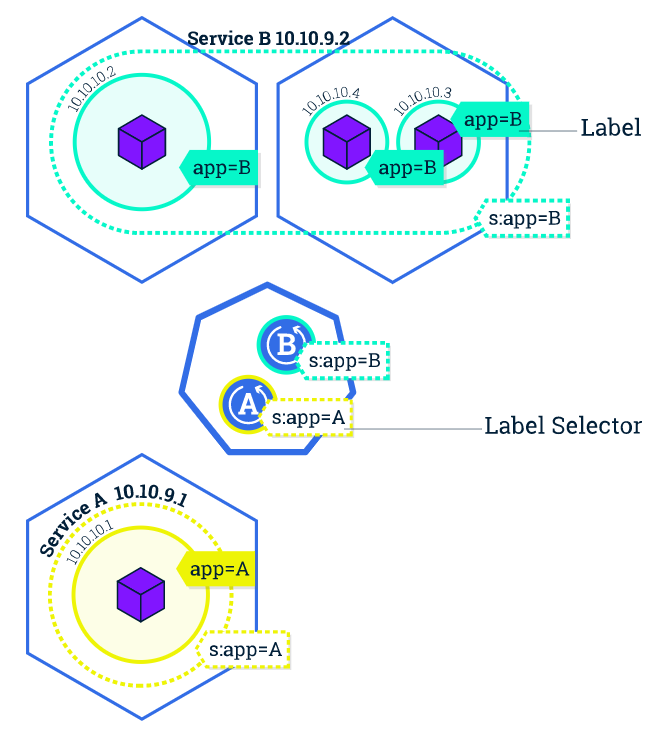 Service B 10.10.9.2
10.10.10.2
10.10.10.4
10.10.10.3
app=B
Label
app=B
app=B
s:app=B
B
s:app=B
A
s:app=A
Label Selector
Service A 10.10.9.1
10.10.10.1
app=A
s:app=A